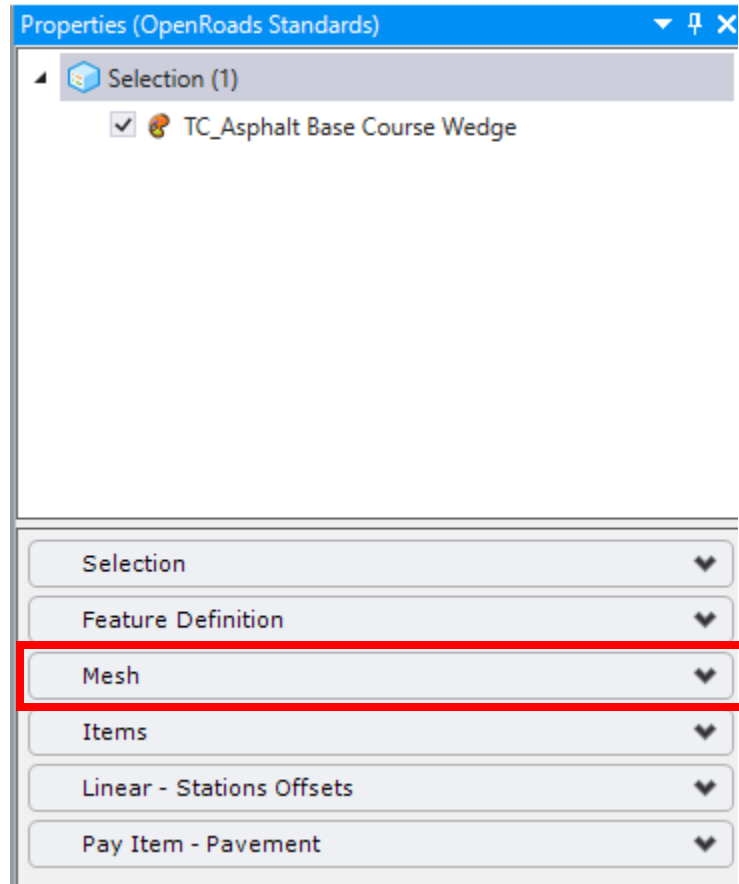 Properties (OpenRoads Standards)
Selection (1)
TC_Asphalt Base Course Wedge
Selection
Feature Definition
Mesh
Items
Linear - Stations Offsets
Pay Item - Pavement